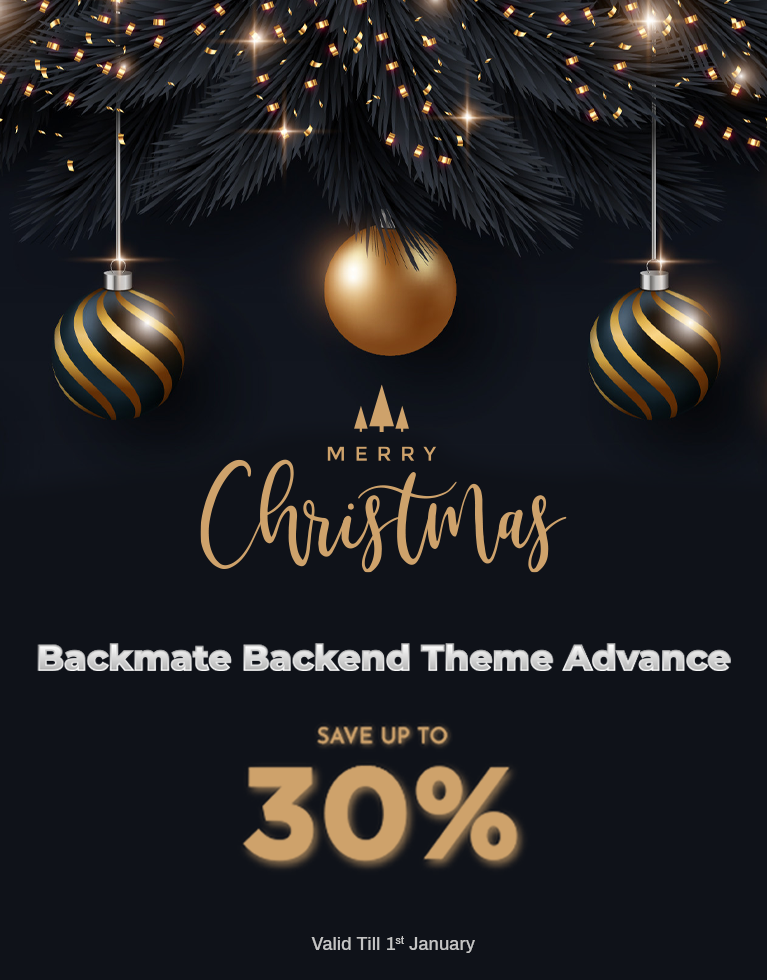 MERRY
Christmas
Backmate Backend Theme Advance
SAVE UP TO
30%
Valid Till 1st January